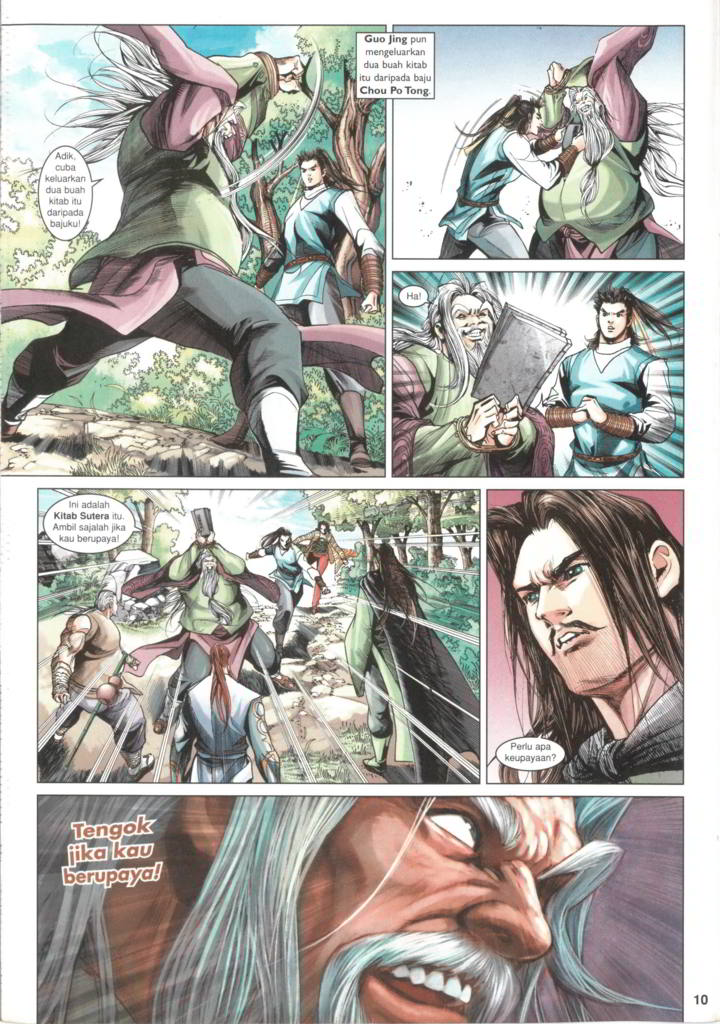 Adik,
cuba
keluarkan
dua buah
kitab itu
daripada
bajuku!
Guo Jing pun
mengeluarkan
dua buah kitab
itu daripada baju
Chou Po Tong.
Ha!
Ini adalah
Kitab Sutera itu.
Ambil sajalah jika
kau berupaya!
Perlu apa
keupayaan?
Tengok
jika kau
berupaya!
10